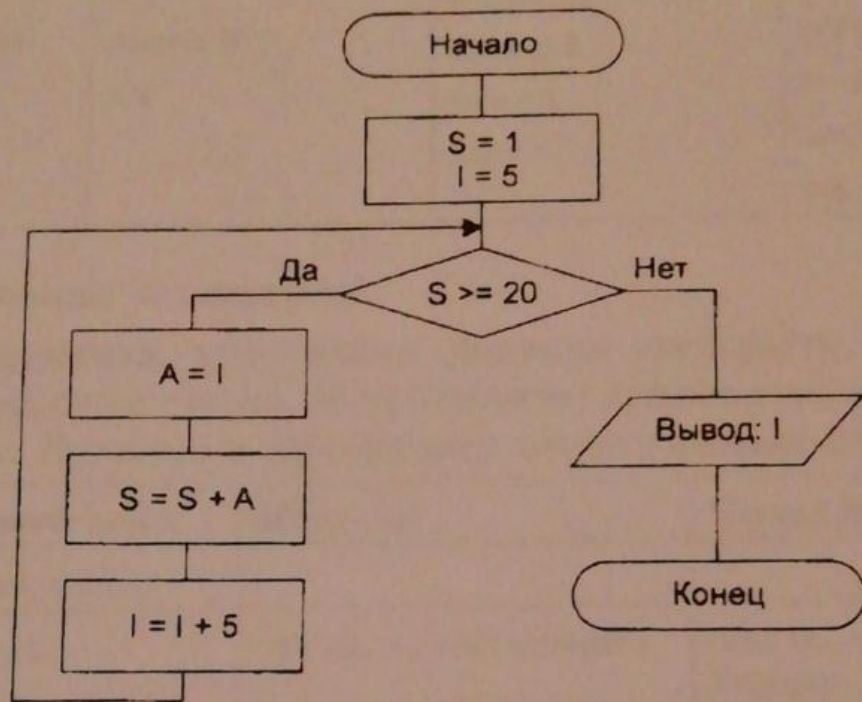 Начало
S = 1
I = 5
Да
S >= 20
Нет
A = I
Вывод: I
S = S + A
I = I + 5
Конец